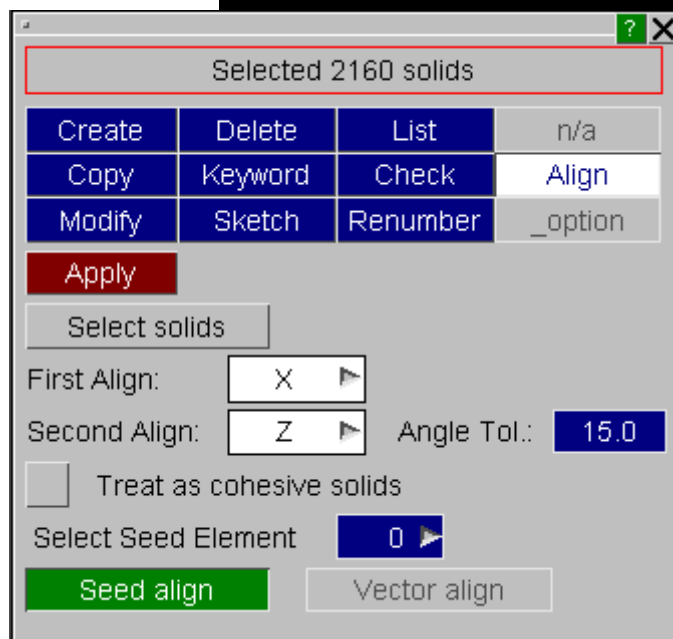 ?
Selected 2160 solids
Create Delete List n/a
Copy Keyword Check Align
Modify Sketch Renumber _option
Apply
Select solids
First Align: X
Second Align: Z Angle Tol.: 15.0
Treat as cohesive solids
Select Seed Element 0
Seed align Vector align